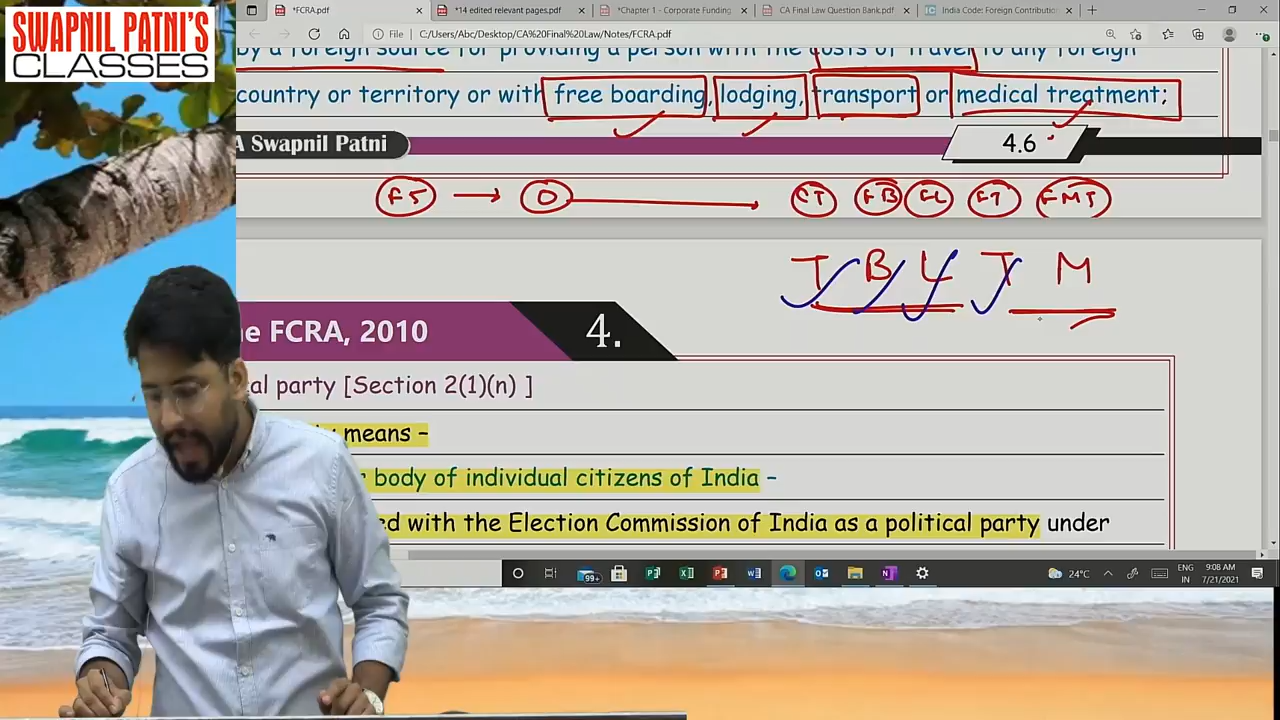 SWAPNIL PATNI'S
CLASSES
*FCRA.pdf
*14 edited relevant pages.pdf
*Chapter 1 - Corporate Funding
CA Final Law Question Bank.pdf
India Code: Foreign Contribution
File
C:/Users/Abc/Desktop/CA%20Final%20Law/Notes/FCRA.pdf
by a foreign source for providing a person with the costs of Travel to any foreign
country or territory or with free boarding, lodging, transport or medical treatment;
A Swapnil Patni
4.6
FS → O CT FB FL FT FMT
T B L T M
he FCRA, 2010
4.
al party [Section 2(1)(n) ]
means –
body of individual citizens of India –
ed with the Election Commission of India as a political party under
99+
24°C
ENG
IN
9:08 AM
7/21/2021